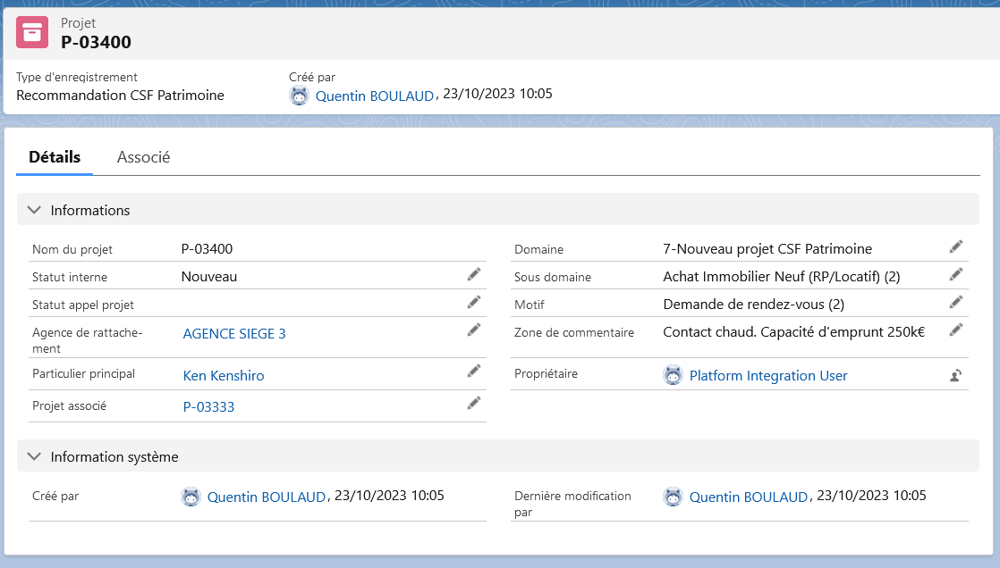 Projet
P-03400
Type d'enregistrement
Recommandation CSF Patrimoine
Créé par
Quentin BOULAUD, 23/10/2023 10:05
Détails
Associé
Informations
Nom du projet
P-03400
Domaine
7-Nouveau projet CSF Patrimoine
Statut interne
Nouveau
Sous domaine
Achat Immobilier Neuf (RP/Locatif) (2)
Statut appel projet
Motif
Demande de rendez-vous (2)
Agence de rattache-
ment
AGENCE SIEGE 3
Zone de commentaire
Contact chaud. Capacité d'emprunt 250k€
Particulier principal
Ken Kenshiro
Propriétaire
Platform Integration User
Projet associé
P-03333
Information système
Créé par
Quentin BOULAUD, 23/10/2023 10:05
Dernière modification
par
Quentin BOULAUD, 23/10/2023 10:05